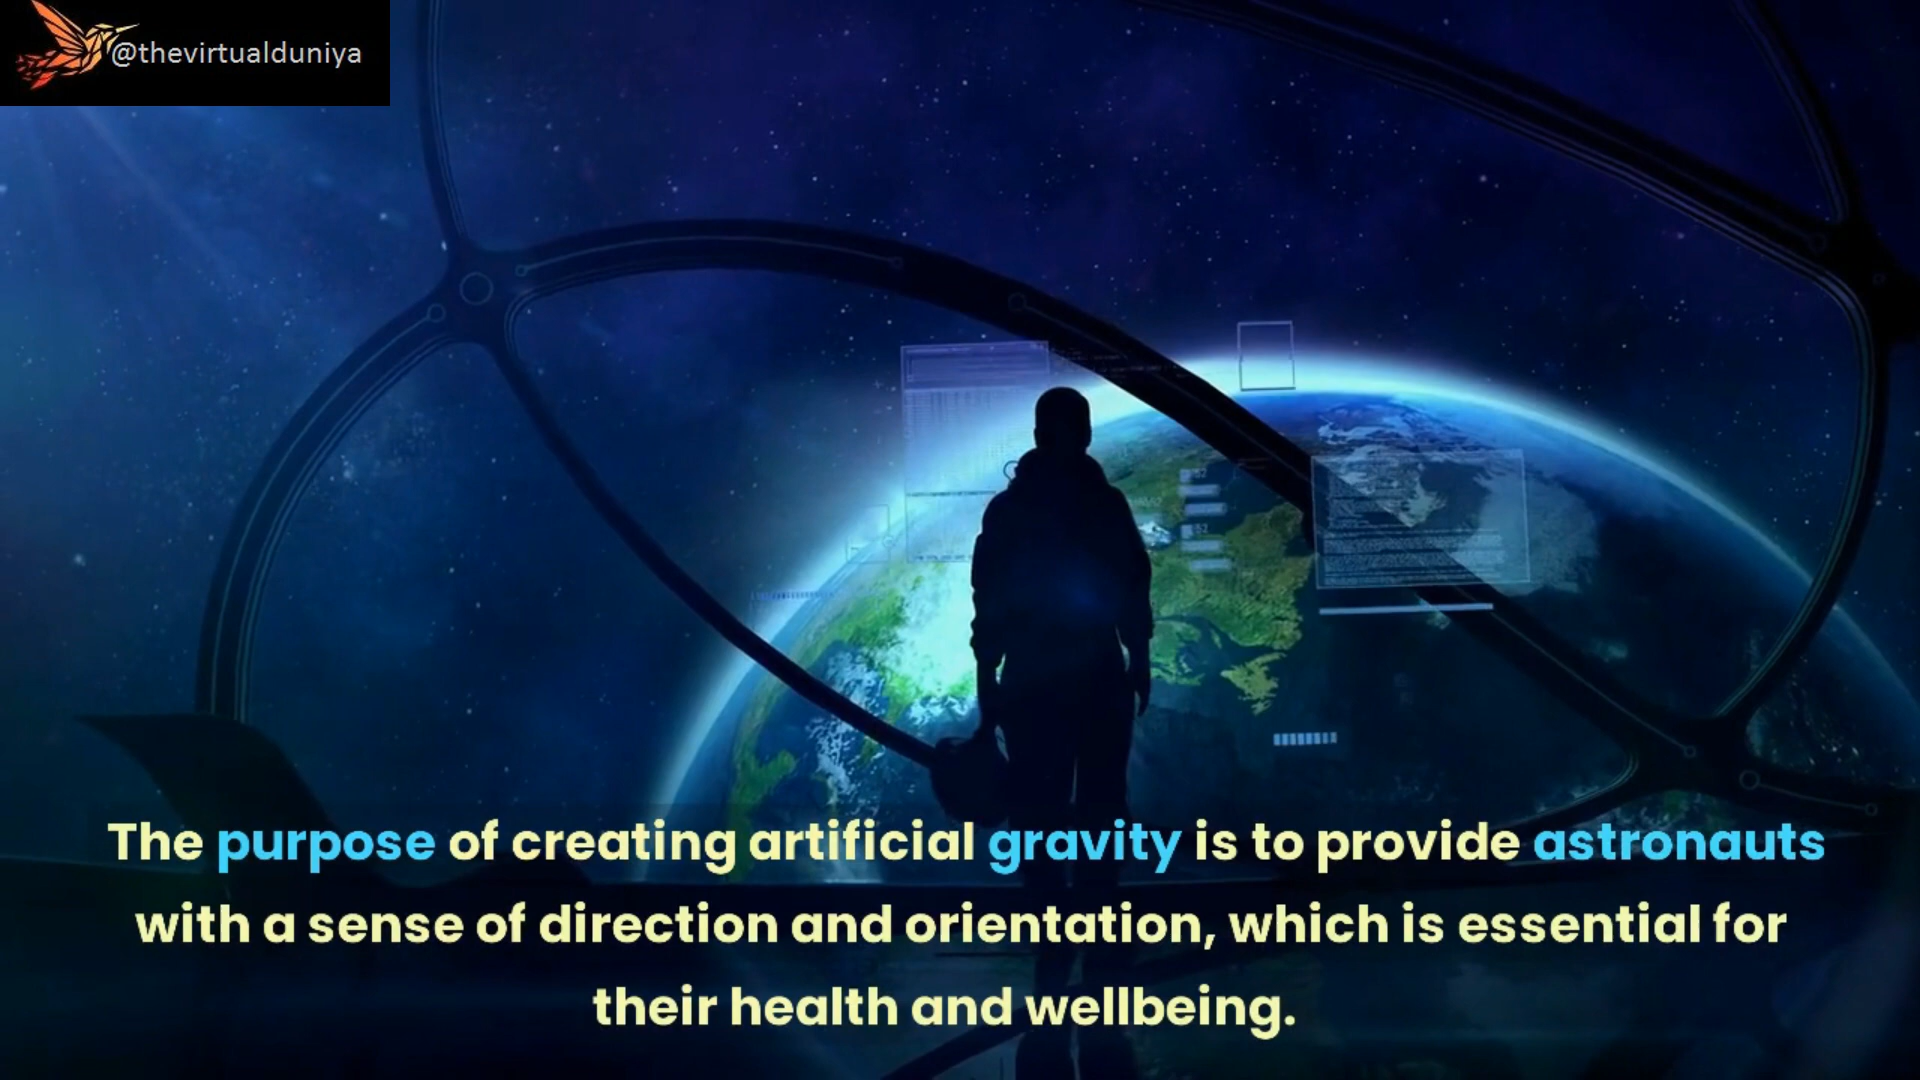 @thevirtualduniya
The purpose of creating artificial gravity is to provide astronauts
with a sense of direction and orientation, which is essential for
their health and wellbeing.